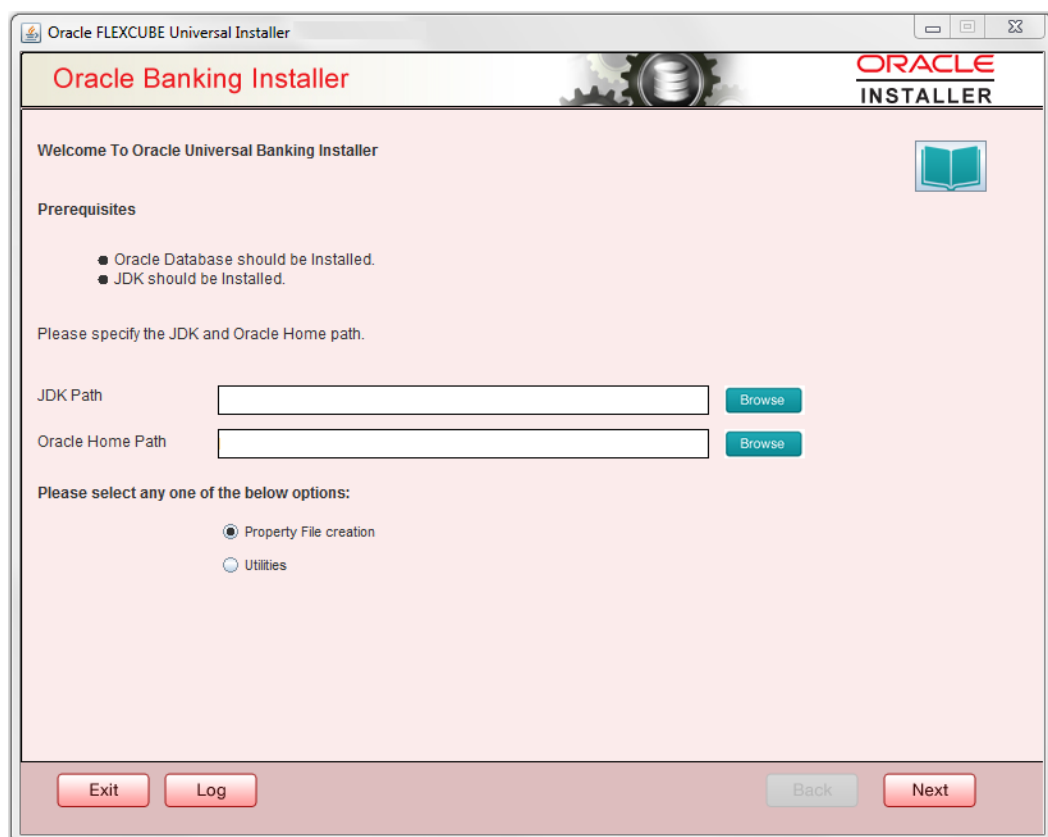 Oracle FLEXCUBE Universal Installer
Oracle Banking Installer
ORACLE
INSTALLER
Welcome To Oracle Universal Banking Installer
Prerequisites
Oracle Database should be Installed.
JDK should be Installed.
Please specify the JDK and Oracle Home path.
JDK Path
Browse
Oracle Home Path
Browse
Please select any one of the below options:
Property File creation
Utilities
Exit
Log
Back
Next